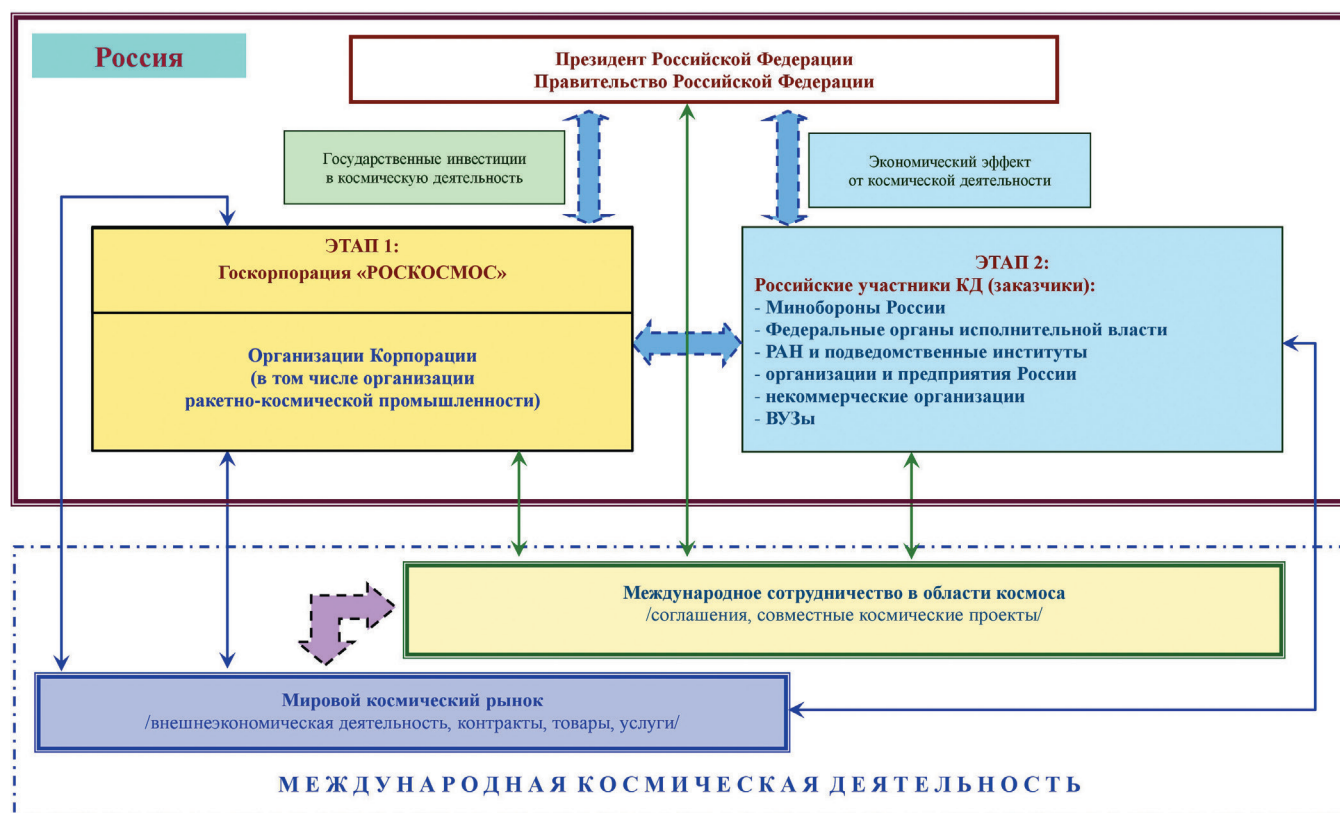 Россия
Президент Российской Федерации
Правительство Российской Федерации
Государственные инвестиции
в космическую деятельность
Экономический эффект
от космической деятельности
ЭТАП 1:
Госкорпорация «РОСКОСМОС»
Организации Корпорации
(в том числе организации
ракетно-космической промышленности)
ЭТАП 2:
Российские участники КД (заказчики):
- Минобороны России
- Федеральные органы исполнительной власти
- РАН и подведомственные институты
- организации и предприятия России
- некоммерческие организации
- ВУЗы
Международное сотрудничество в области космоса
/соглашения, совместные космические проекты/
Мировой космический рынок
/внешнеэкономическая деятельность, контракты, товары, услуги/
МЕЖДУНАРОДНАЯ КОСМИЧЕСКАЯ ДЕЯТЕЛЬНОСТЬ